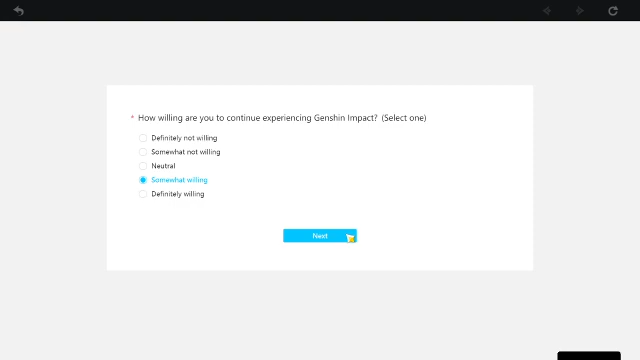 * How willing are you to continue experiencing Genshin Impact? (Select one)
Definitely not willing
Somewhat not willing
Neutral
Somewhat willing
Definitely willing
Next